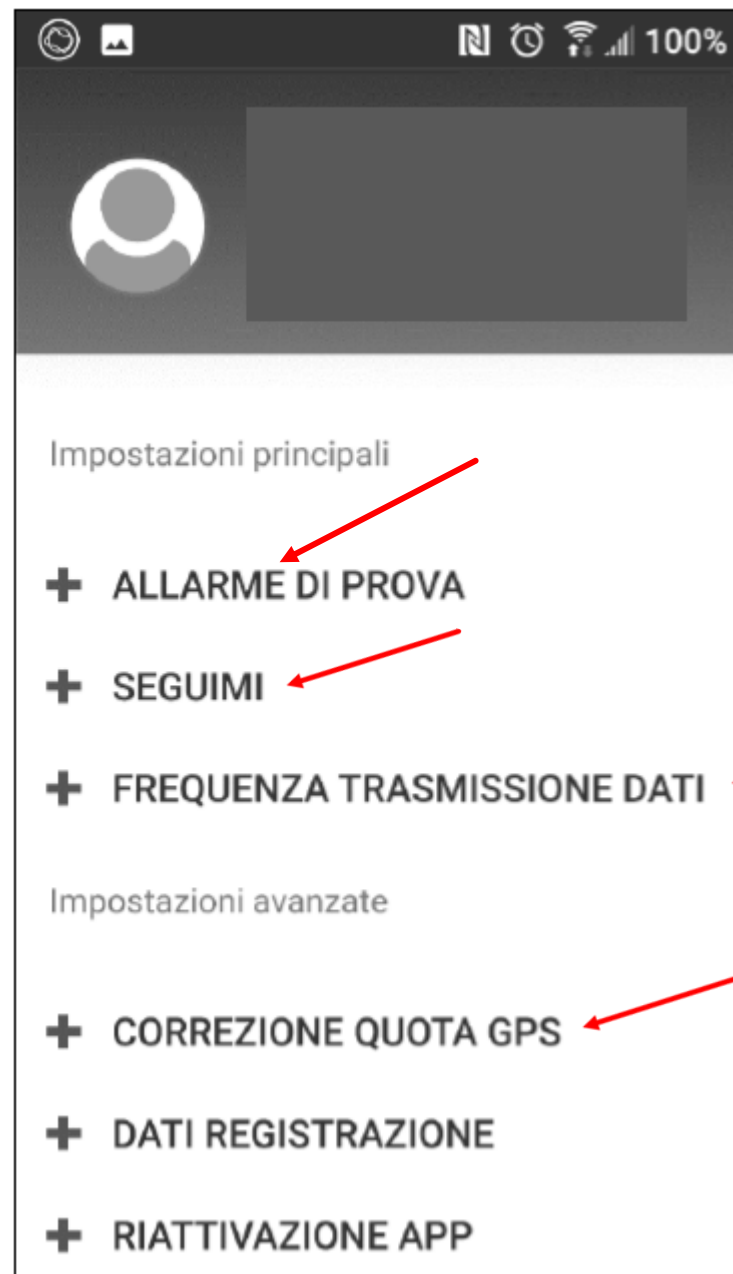 100%
Impostazioni principali
ALLARME DI PROVA
SEGUIMI
FREQUENZA TRASMISSIONE DATI
Impostazioni avanzate
CORREZIONE QUOTA GPS
DATI REGISTRAZIONE
RIATTIVAZIONE APP